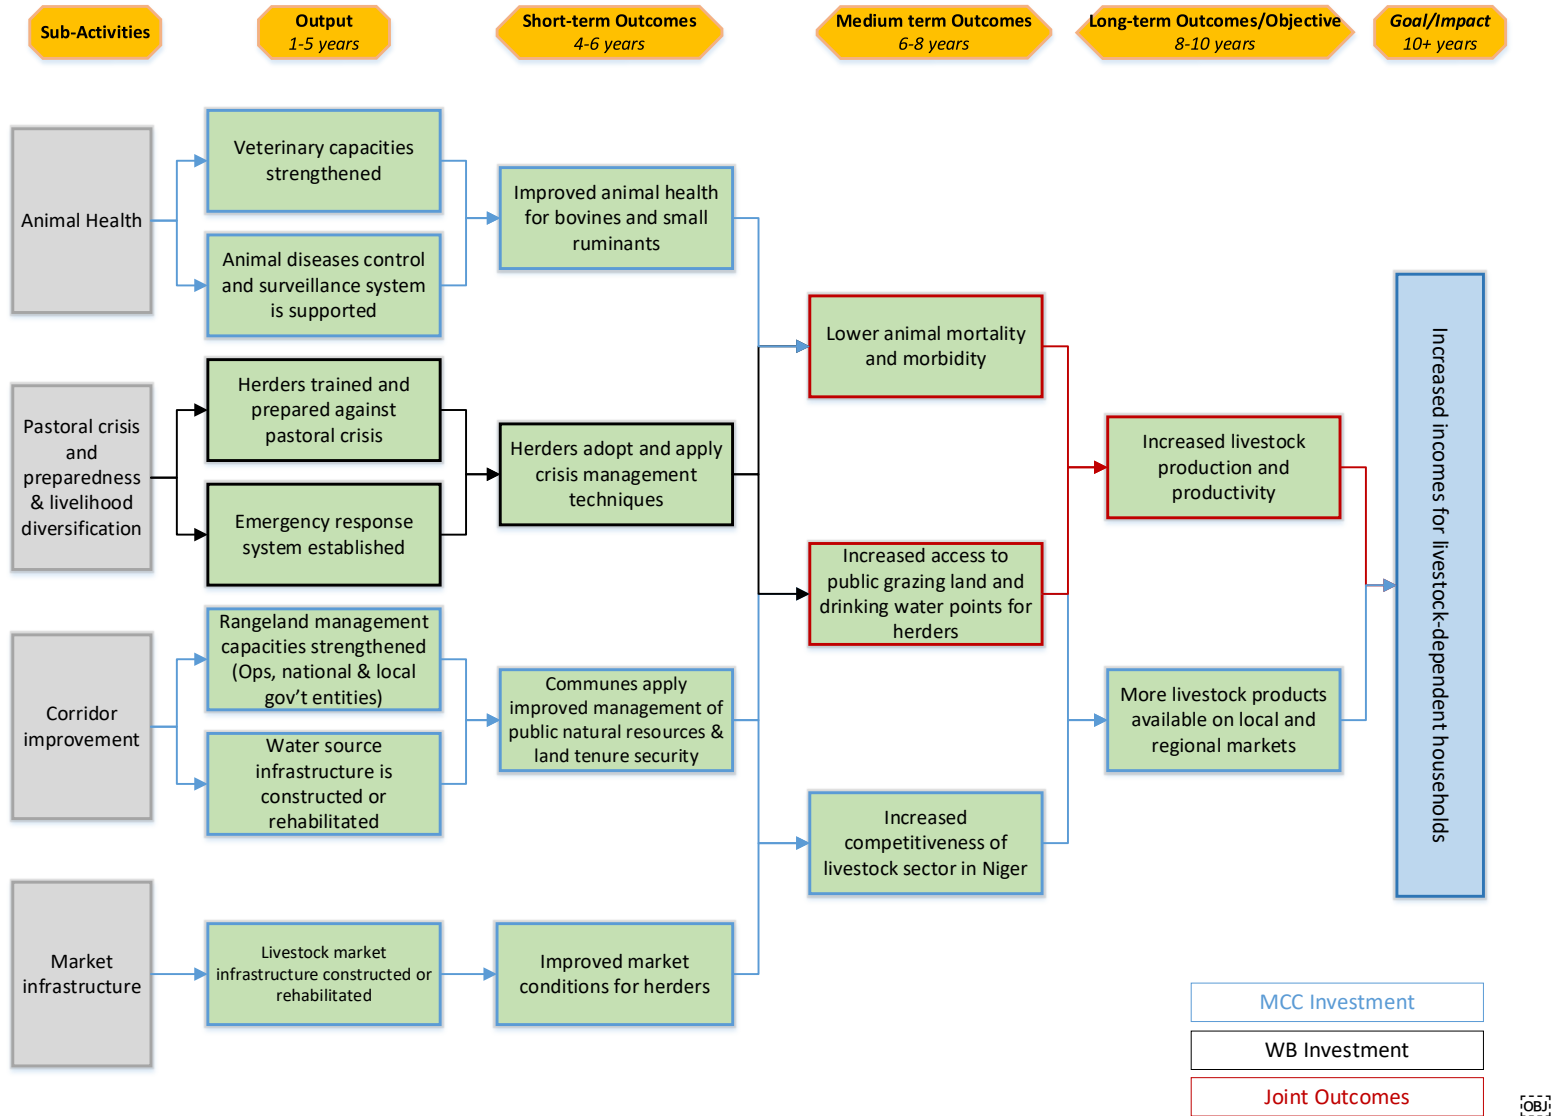 Sub-Activities
Output
1-5 years
Short-term Outcomes
4-6 years
Medium term Outcomes
6-8 years
Long-term Outcomes/Objective
8-10 years
Goal/Impact
10+ years
Animal Health
Veterinary capacities
strengthened
Animal diseases control
and surveillance system
is supported
Improved animal health
for bovines and small
ruminants
Pastoral crisis
and
preparedness
& livelihood
diversification
Herders trained and
prepared against
pastoral crisis
Emergency response
system established
Herders adopt and apply
crisis management
techniques
Corridor
improvement
Rangeland management
capacities strengthened
(Ops, national & local
gov’t entities)
Water source
infrastructure is
constructed or
rehabilitated
Communes apply
improved management of
public natural resources &
land tenure security
Market
infrastructure
Livestock market
infrastructure constructed or
rehabilitated
Improved market
conditions for herders
Lower animal mortality
and morbidity
Increased access to
public grazing land and
drinking water points for
herders
Increased
competitiveness of
livestock sector in Niger
Increased livestock
production and
productivity
More livestock products
available on local and
regional markets
Increased incomes for livestock-dependent households
MCC Investment
WB Investment
Joint Outcomes
OBJ